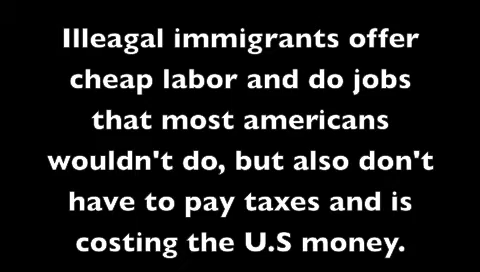 Illeagal immigrants offer
cheap labor and do jobs
that most americans
wouldn't do, but also don't
have to pay taxes and is
costing the U.S money.